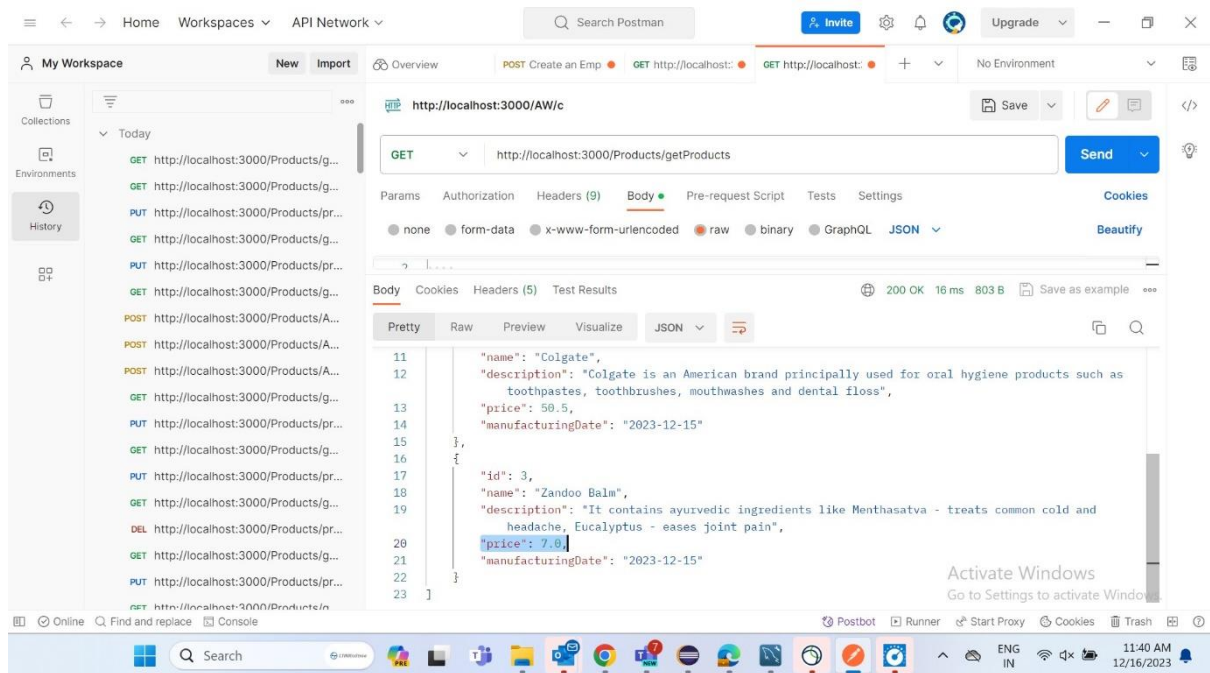 Home Workspaces API Network Search Postman Invite Upgrade
My Workspace New Import Overview POST Create an Emp GET http://localhost: GET http://localhost: No Environment
Collections
Environments
History
Today
GET http://localhost:3000/Products/g...
GET http://localhost:3000/Products/g...
PUT http://localhost:3000/Products/pr...
GET http://localhost:3000/Products/g...
PUT http://localhost:3000/Products/pr...
GET http://localhost:3000/Products/g...
POST http://localhost:3000/Products/A...
POST http://localhost:3000/Products/A...
POST http://localhost:3000/Products/A...
GET http://localhost:3000/Products/g...
PUT http://localhost:3000/Products/pr...
GET http://localhost:3000/Products/g...
PUT http://localhost:3000/Products/pr...
GET http://localhost:3000/Products/g...
DEL http://localhost:3000/Products/pr...
GET http://localhost:3000/Products/g...
PUT http://localhost:3000/Products/pr...
GET http://localhost:3000/Products/g
HTTP http://localhost:3000/AW/c Save
GET http://localhost:3000/Products/getProducts Send
Params Authorization Headers (9) Body Pre-request Script Tests Settings Cookies
none form-data x-www-form-urlencoded raw binary GraphQL JSON Beautify
2
Body Cookies Headers (5) Test Results 200 OK 16 ms 803 B Save as example
Pretty Raw Preview Visualize JSON
11 "name": "Colgate",
12 "description": "Colgate is an American brand principally used for oral hygiene products such as
toothpastes, toothbrushes, mouthwashes and dental floss",
13 "price": 50.5,
14 "manufacturingDate": "2023-12-15"
15 },
16 {
17 "id": 3,
18 "name": "Zandoo Balm",
19 "description": "It contains ayurvedic ingredients like Menthasatva - treats common cold and
headache, Eucalyptus - eases joint pain",
20 "price": 7.0,
21 "manufacturingDate": "2023-12-15"
22 }
23 ]
Activate Windows
Go to Settings to activate Windows.
Online Find and replace Console Postbot Runner Start Proxy Cookies Trash
Search PRE NEW 7 ENG 11:40 AM
IN 12/16/2023